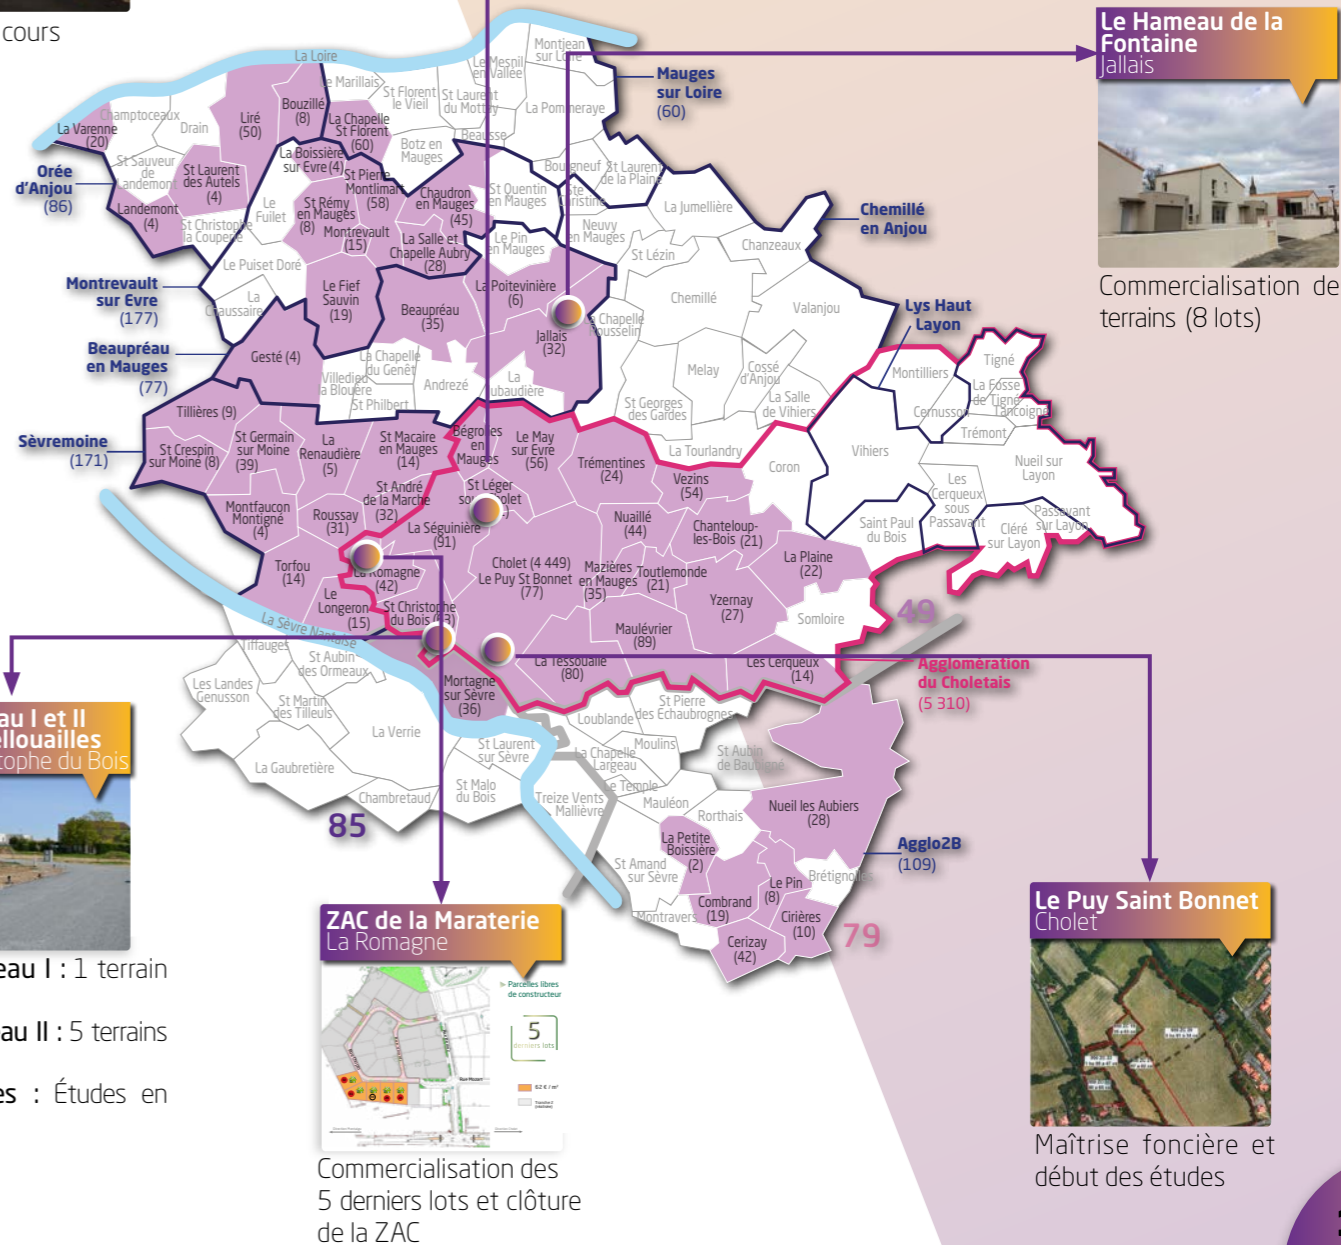 cours
Le Hameau de la
Fontaine
Jallais
Commercialisation de
terrains (8 lots)
La Loire
Montjean
sur Loire
Le Mesnil
en Vallée
Le Marillais
St Florent
le Vieil
St Laurent
du Mottay
La Pommeraye
Mauges
sur Loire
(60)
Champtoceaux
La Varenne
(20)
Drain
Liré
(50)
Bouzillé
(8)
La Chapelle
St Florent
(60)
Botz en
Mauges
Beausse
Bourgneuf
St Laurent
de la Plaine
Ste
Christine
Orée
d'Anjou
(86)
St Sauveur
de
Landemont
St Laurent
des Autels
(4)
Landemont
(4)
St Christophe
la Couperie
La Boissière
sur Evre (4)
St Pierre
Montlimart
(58)
Chaudron
en Mauges
(45)
St Quentin
en Mauges
Le
Fuilet
St Rémy
en Mauges
(8)
Montrevault
(15)
La Salle et
Chapelle Aubry
(28)
Le Pin
en Mauges
Neuvy
en Mauges
La Jumellière
Chanzeaux
Chemillé
en Anjou
St Lézin
Chemillé
Valanjou
Le Puiset Doré
La
Chaussaire
Montrevault
sur Evre
(177)
Le Fief
Sauvin
(19)
Beaupréau
(35)
La Poitevinière
(6)
Jallais
(32)
Lys Haut
Layon
Beaupréau
en Mauges
(77)
Gesté (4)
Villedieu
la Blouère
La Chapelle
du Genêt
St Philbert
Andrezé
La
Melay
Cossé
d'Anjou
La Salle
de Vihiers
St Georges
des Gardes
La Tourlandry
Montilliers
Cernusson
Tigné
La Fosse
de Tigné
Tancoigné
Trémont
Sèvremoine
(171)
Tillières (9)
St Crespin
sur Moine (8)
St Germain
sur Moine
(39)
La
Renaudière
(5)
St Macaire
en Mauges
(14)
Bégrolles
en
Mauges
Le May
sur Evre
(56)
Trémentines
(24)
Vezins
(54)
Coron
Vihiers
Nueil sur
Layon
Les
Cerqueux
sous
Passavant
Passavant
sur Layon
Cléré
sur Layon
Saint Paul
du Bois
Montfaucon
Montigné
(4)
Roussay
(31)
St André
de la Marche
(32)
St Léger
La Séguinière
(91)
Nuaillé
(44)
Chanteloup-
les-Bois (21)
La Plaine
(22)
Torfou
(14)
(42)
Cholet (4 449)
Le Puy St Bonnet
(77)
Mazières
en Mauges
(35)
Toutlemonde
(21)
Yzernay
(27)
Somloire
Le
Longeron
(15)
St Christophe
du Bois
Maulévrier
(89)
La Tessoualle
(80)
Les Cerqueux
(14)
49
Agglomération
du Choletais
(5 310)
La Sèvre Nantaise
Tiffauges
St Aubin
des Ormeaux
Les Landes
Genusson
St Martin
des Tilleuls
La Verrie
Mortagne
sur Sèvre
(36)
La Gaubretière
St Laurent
sur Sèvre
Chambretaud
St Malo
du Bois
Treize Vents
Mallièvre
85
Loublande
St Pierre
des Echaubrognes
La Chapelle
Largeau
Moulins
Le Temple
Mauléon
Rorthais
St Aubin
de Baubigné
Nueil les Aubiers
(28)
La Petite
Boissière
(2)
St Amand
sur Sèvre
Montravers
Combrand
(19)
Le Pin
(8)
Brétignolles
Cirières
(10)
Cerizay
(42)
79
Agglo2B
(109)
au I et II
ellouailles
tophe du Bois
eau I : 1 terrain
au II : 5 terrains
es : Études en
ZAC de la Maraterie
La Romagne
Parcelles libres
de constructeur
5
derniers lots
62 € / m²
Commercialisation des
5 derniers lots et clôture
de la ZAC
Le Puy Saint Bonnet
Cholet
Maîtrise foncière et
début des études